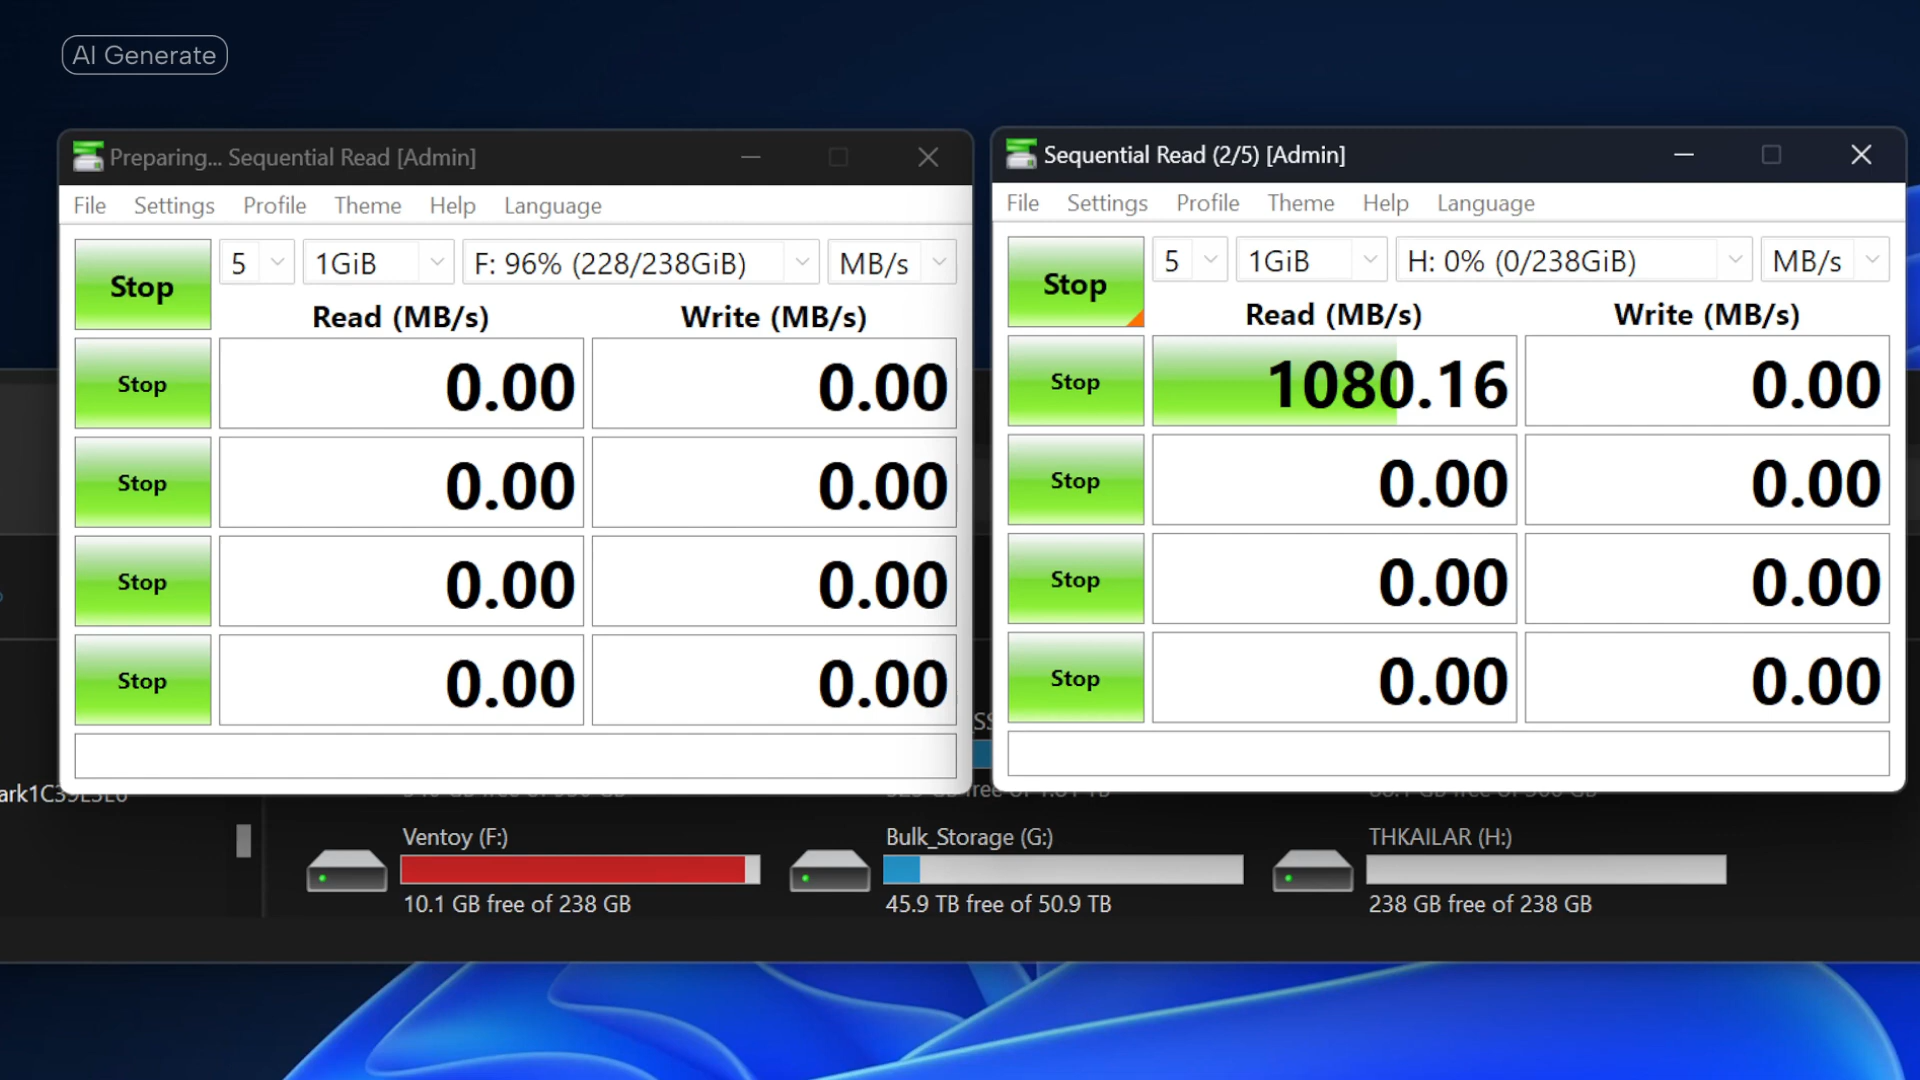 AI Generate
Preparing... Sequential Read [Admin]
File Settings Profile Theme Help Language
Stop 5 1GiB F: 96% (228/238GiB) MB/s
Read (MB/s) Write (MB/s)
Stop 0.00 0.00
Stop 0.00 0.00
Stop 0.00 0.00
Stop 0.00 0.00
Sequential Read (2/5) [Admin]
File Settings Profile Theme Help Language
Stop 5 1GiB H: 0% (0/238GiB) MB/s
Read (MB/s) Write (MB/s)
Stop 1080.16 0.00
Stop 0.00 0.00
Stop 0.00 0.00
Stop 0.00 0.00
Ventoy (F:)
10.1 GB free of 238 GB
Bulk_Storage (G:)
45.9 TB free of 50.9 TB
THKAILAR (H:)
238 GB free of 238 GB